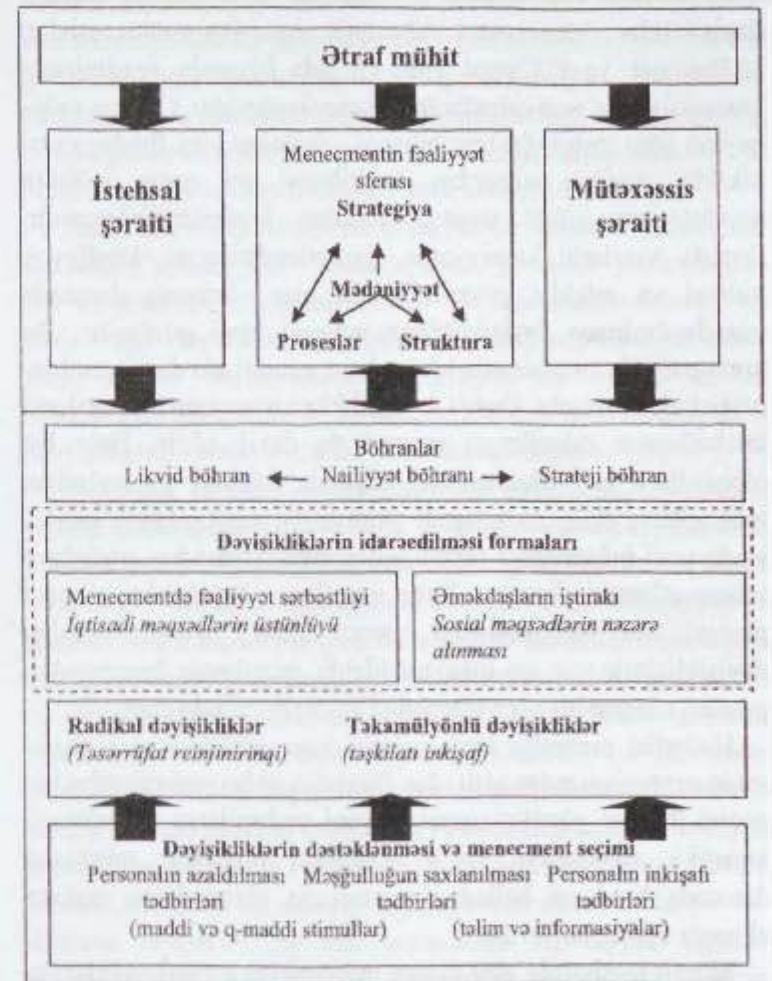 Ətraf mühit
İstehsal
şəraiti
Menecmentin fəaliyyət
sferası
Strategiya
Mədəniyyət
Proseslər Struktura
Mütəxəssis
şəraiti
Böhranlar
Likvid böhran Nailiyyət böhranı Strateji böhran
Dəyişikliklərin idarəedilməsi formaları
Menecmentdə fəaliyyət sərbəstliyi
İqtisadi məqsədlərin üstünlüyü
Əməkdaşların iştirakı
Sosial məqsədlərin nəzərə
alınması
Radikal dəyişikliklər Təkamülyönlü dəyişikliklər
(Təsərrüfat reinjinirinqi) (təşkilati inkişaf)
Dəyişikliklərin dəstəklənməsi və menecment seçimi
Personalın azaldılması Məşğulluğun saxlanılması Personalın inkişafı
tədbirləri tədbirləri tədbirləri
(maddi və q-maddi stimullar) (təlim və informasiyalar)